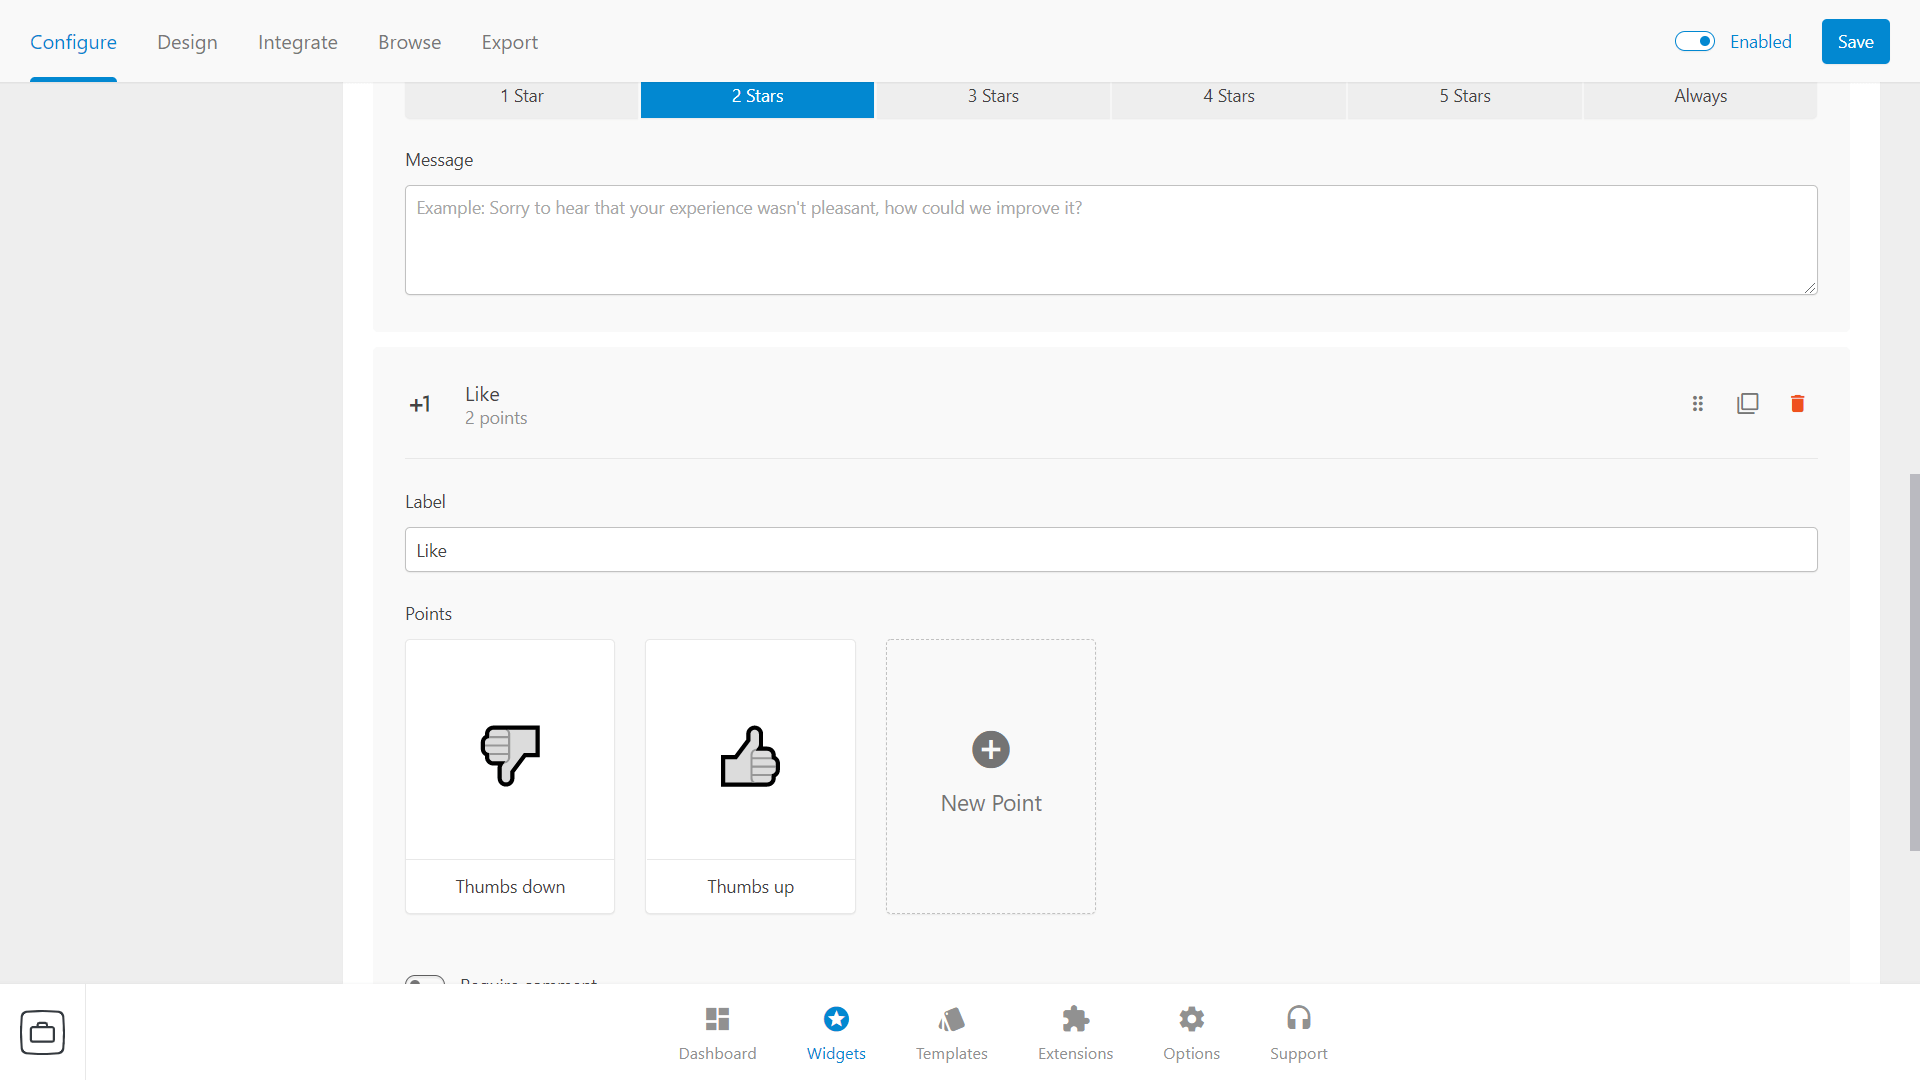 Configure Design Integrate Browse Export Enabled Save
1 Star 2 Stars 3 Stars 4 Stars 5 Stars Always
Message
Example: Sorry to hear that your experience wasn't pleasant, how could we improve it?
+1 Like
2 points
Label
Like
Points
New Point
Thumbs down Thumbs up
Require comment
Dashboard Widgets Templates Extensions Options Support